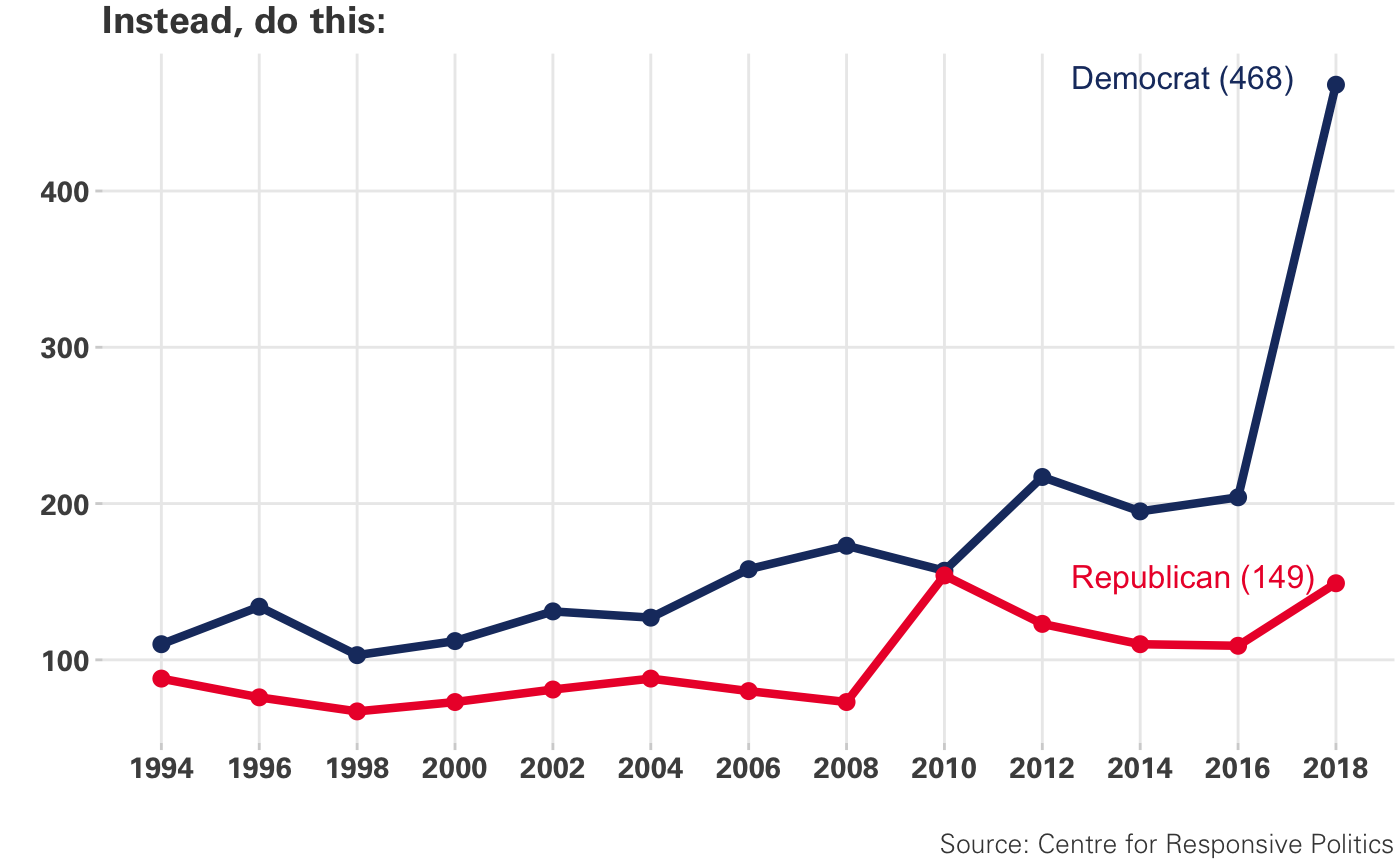 Instead, do this:
Democrat (468)
400
300
200
Republican (149)
100
1994 1996 1998 2000 2002 2004 2006 2008 2010 2012 2014 2016 2018
Source: Centre for Responsive Politics